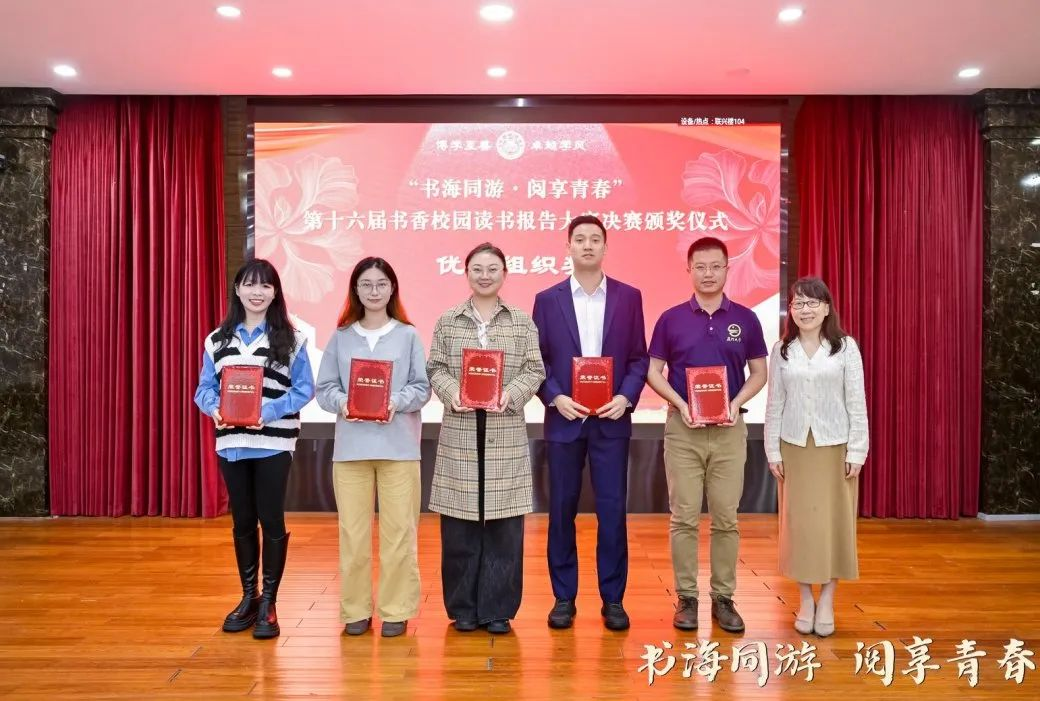 设备/热点：联兴楼104
博学至善 卓越学风
“书海同游·阅享青春”
第十六届书香校园读书报告大赛决赛颁奖仪式
优 组织奖
荣誉证书
荣誉证书
荣誉证书
荣誉证书
荣誉证书
书海同游 阅享青春